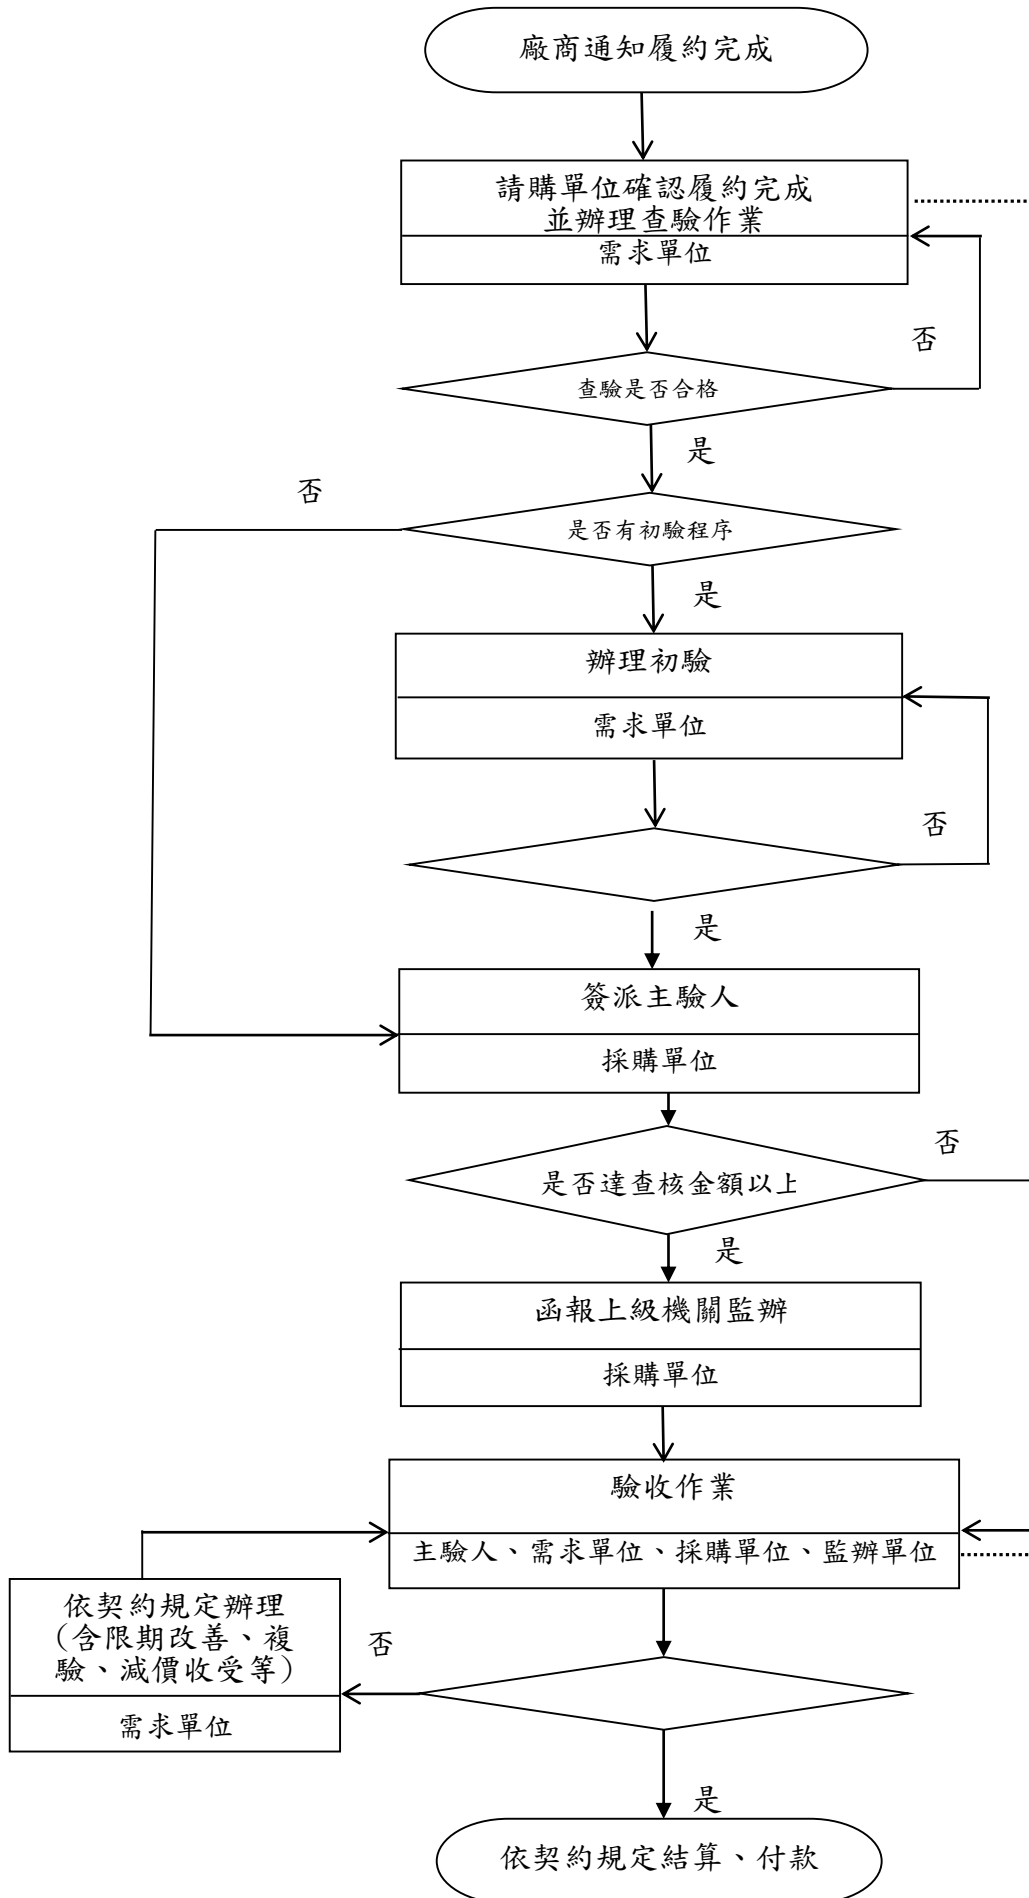 廠商通知履約完成
請購單位確認履約完成
並辦理查驗作業
需求單位
否
查驗是否合格
是
否
是否有初驗程序
是
辦理初驗
需求單位
否
是
簽派主驗人
採購單位
否
是否達查核金額以上
是
函報上級機關監辦
採購單位
驗收作業
主驗人、需求單位、採購單位、監辦單位
依契約規定辦理
(含限期改善、複
驗、減價收受等)
否
需求單位
是
依契約規定結算、付款